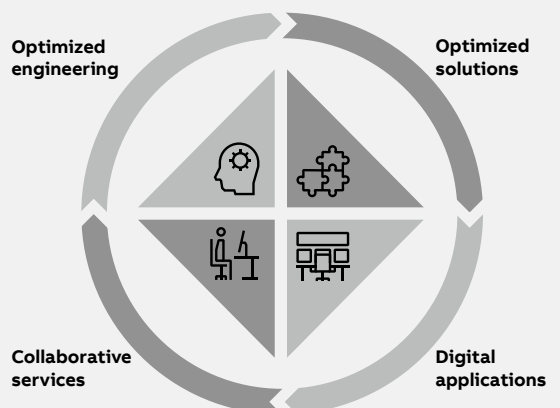 Optimized
engineering
Optimized
solutions
Collaborative
services
Digital
applications